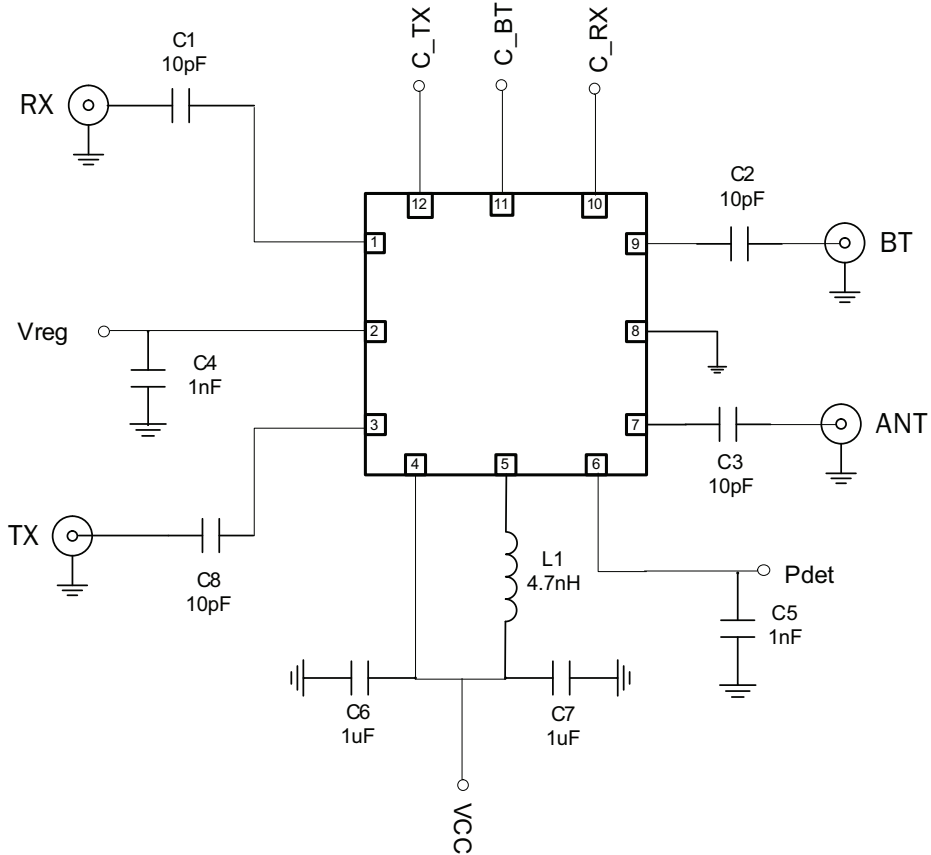 C_TX
C_BT
C_RX
C1
10pF
RX
12
11
10
C2
10pF
1
9
BT
Vreg
2
8
C4
1nF
3
7
ANT
C3
10pF
4
5
6
TX
C8
10pF
L1
4.7nH
Pdet
C5
1nF
C6
1uF
C7
1uF
VCC